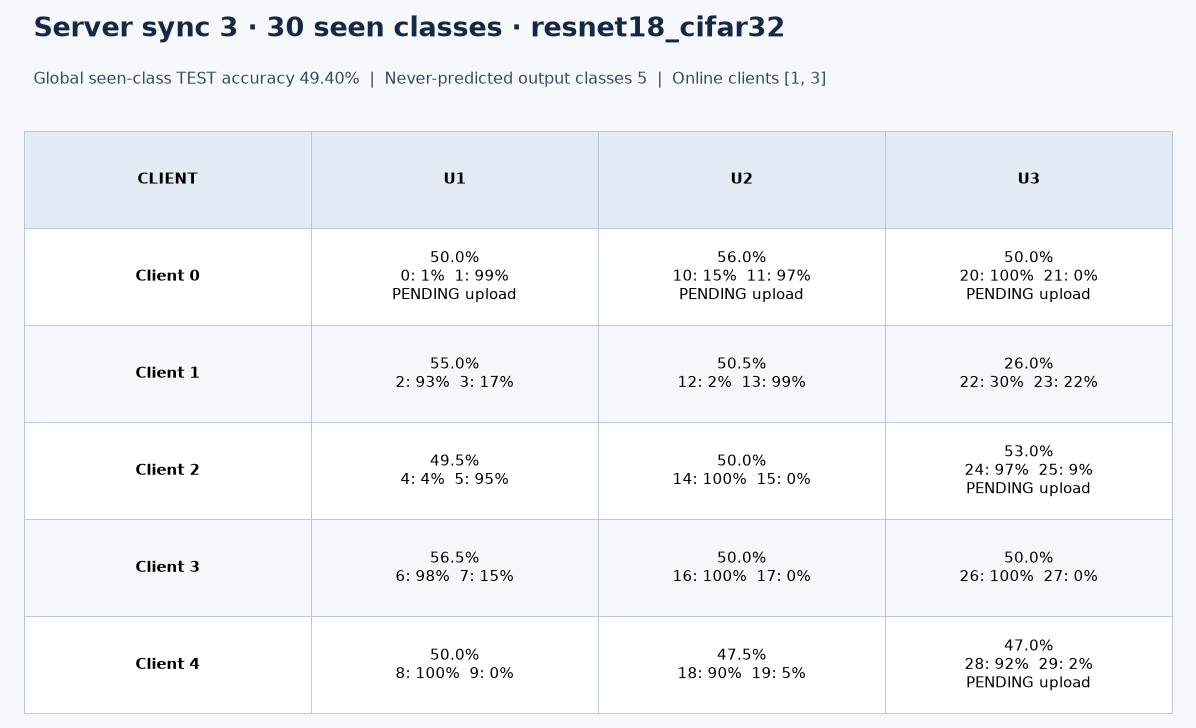 Server sync 3 · 30 seen classes · resnet18_cifar32
Global seen-class TEST accuracy 49.40%  |  Never-predicted output classes 5  |  Online clients [1, 3]
CLIENT
U1
U2
U3
Client 0
50.0%
0: 1%  1: 99%
PENDING upload
56.0%
10: 15%  11: 97%
PENDING upload
50.0%
20: 100%  21: 0%
PENDING upload
Client 1
55.0%
2: 93%  3: 17%
50.5%
12: 2%  13: 99%
26.0%
22: 30%  23: 22%
Client 2
49.5%
4: 4%  5: 95%
50.0%
14: 100%  15: 0%
53.0%
24: 97%  25: 9%
PENDING upload
Client 3
56.5%
6: 98%  7: 15%
50.0%
16: 100%  17: 0%
50.0%
26: 100%  27: 0%
Client 4
50.0%
8: 100%  9: 0%
47.5%
18: 90%  19: 5%
47.0%
28: 92%  29: 2%
PENDING upload